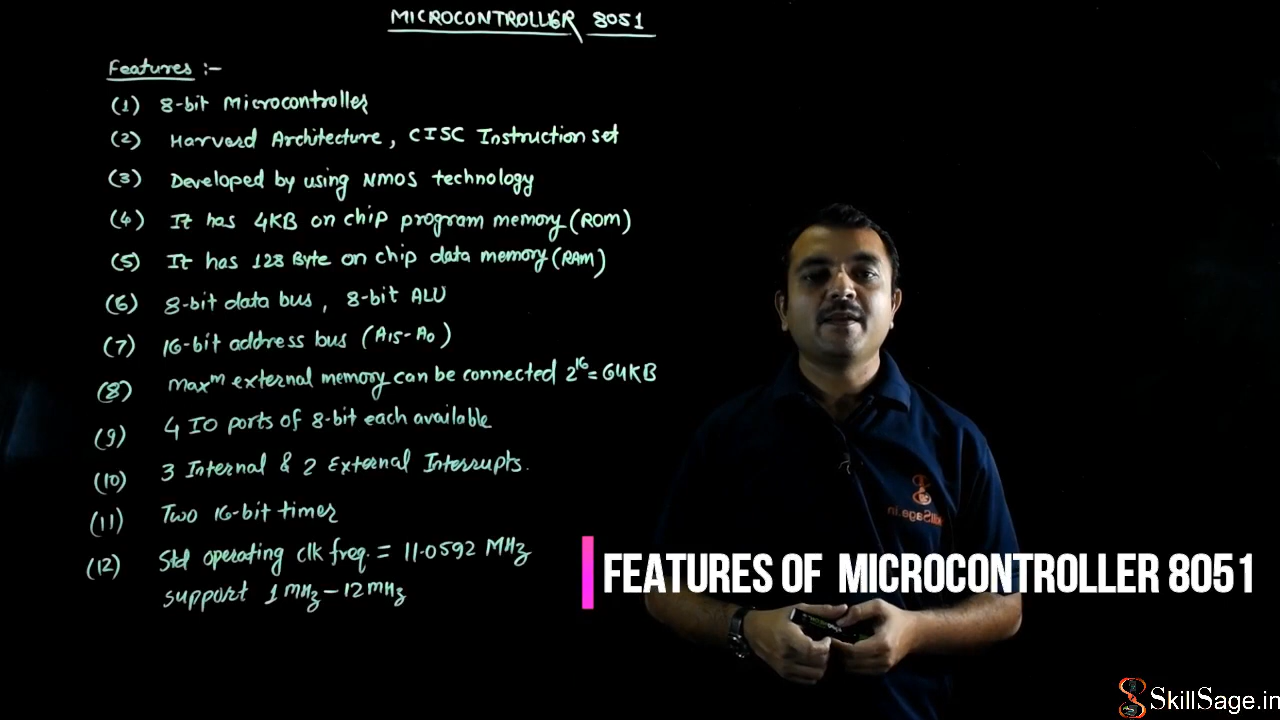 MICROCONTROLLER 8051
Features :-
(1) 8-bit Microcontroller
(2) Harvard Architecture, CISC Instruction set
(3) Developed by using NMOS technology
(4) It has 4KB on chip program memory (ROM)
(5) It has 128 Byte on chip data memory (RAM)
(6) 8-bit data bus, 8-bit ALU
(7) 16-bit address bus (A15-A0)
(8) maxm external memory can be connected 2^16 = 64KB
(9) 4 IO ports of 8-bit each available
(10) 3 Internal & 2 External Interrupts.
(11) Two 16-bit timer
(12) Std operating clk freq. = 11.0592 MHz
support 1 MHz - 12 MHz
SkillSage.in
FEATURES OF MICROCONTROLLER 8051
SkillSage.in